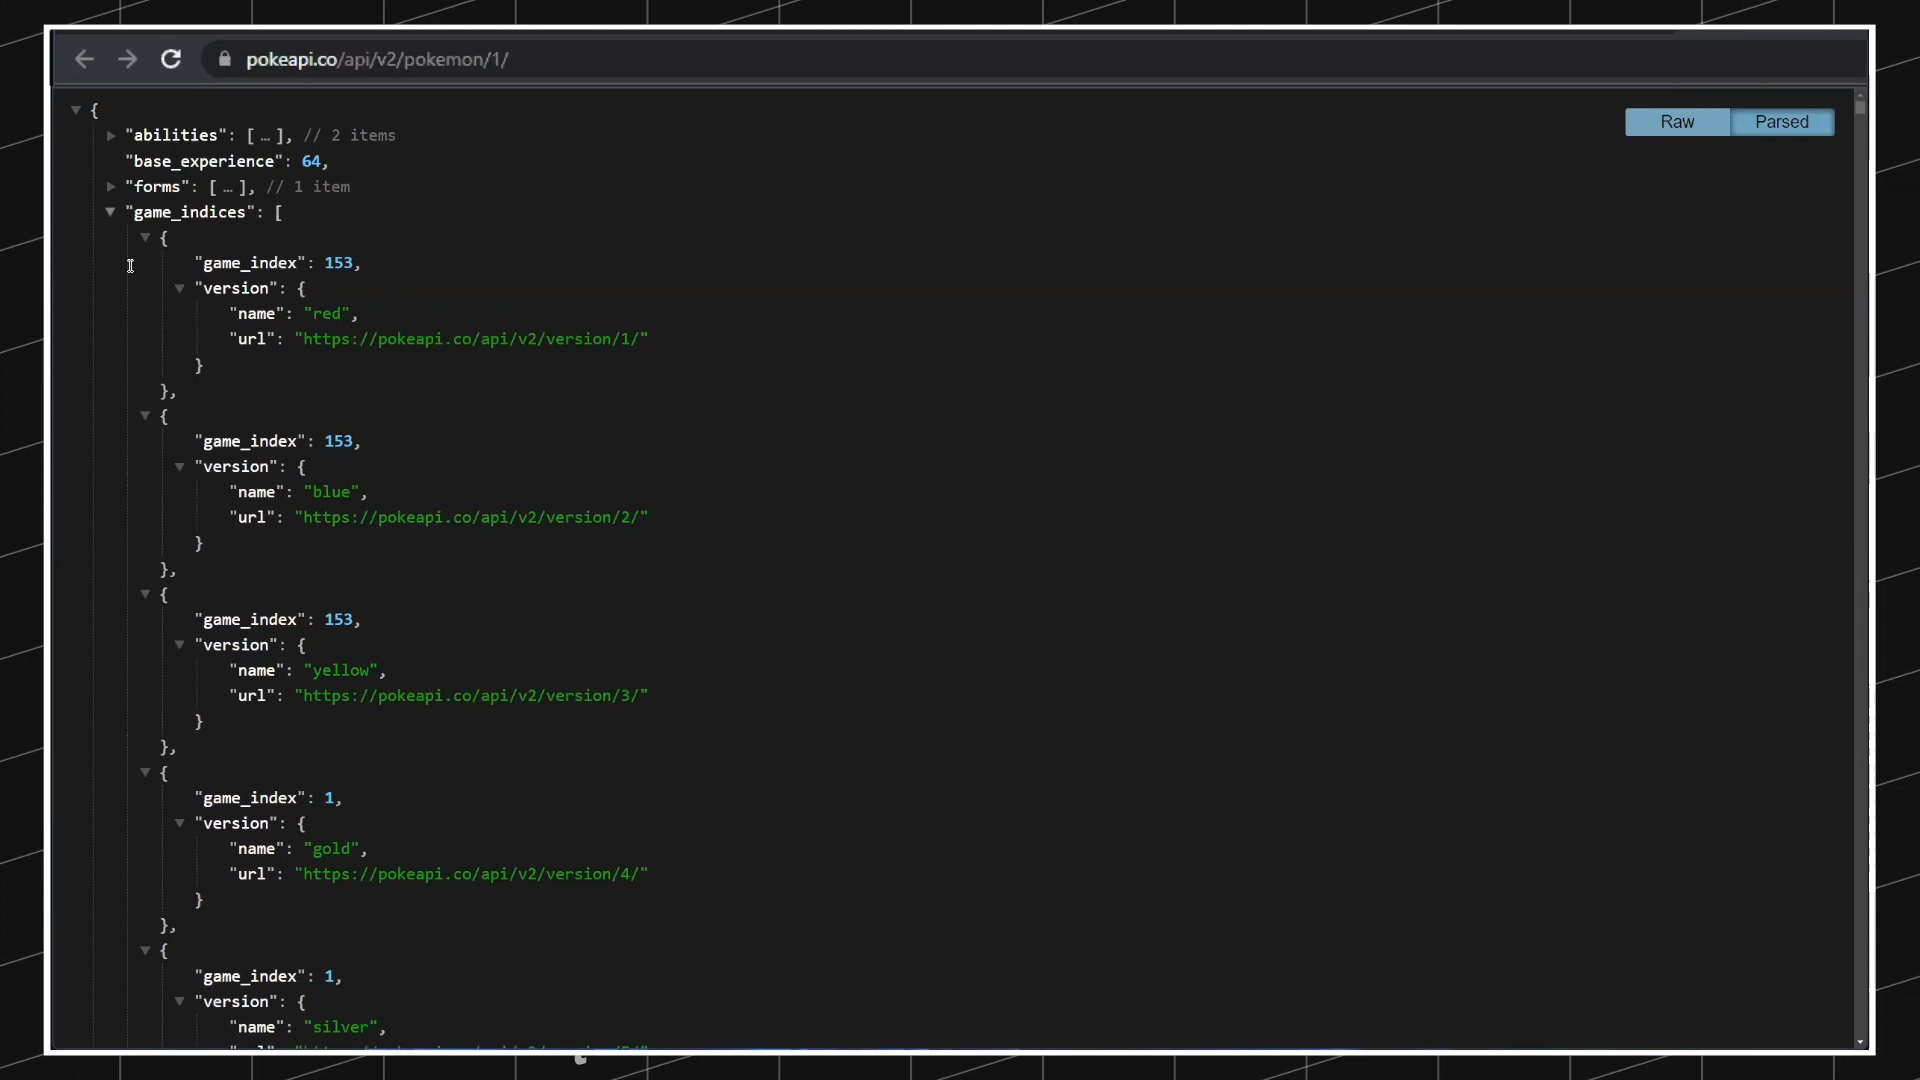 pokeapi.co/api/v2/pokemon/1/
Raw Parsed
{
"abilities": [ … ], // 2 items
"base_experience": 64,
"forms": [ … ], // 1 item
"game_indices": [
{
"game_index": 153,
"version": {
"name": "red",
"url": "https://pokeapi.co/api/v2/version/1/"
}
},
{
"game_index": 153,
"version": {
"name": "blue",
"url": "https://pokeapi.co/api/v2/version/2/"
}
},
{
"game_index": 153,
"version": {
"name": "yellow",
"url": "https://pokeapi.co/api/v2/version/3/"
}
},
{
"game_index": 1,
"version": {
"name": "gold",
"url": "https://pokeapi.co/api/v2/version/4/"
}
},
{
"game_index": 1,
"version": {
"name": "silver",